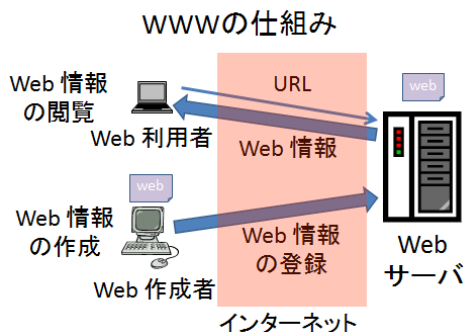 WWWの仕組み
Web 情報
の閲覧
Web 利用者
URL
Web 情報
web
web
Web 情報
の作成
Web 作成者
Web 情報
の登録
Web
サーバ
インターネット